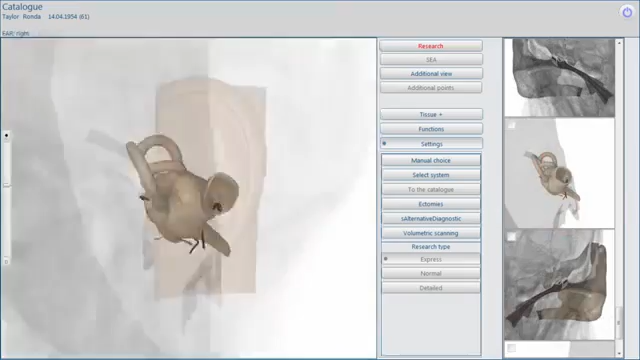 Catalogue
Taylor Ronda 14.04.1954 (61)
EAR; right;
Research
SEA
Additional view
Additional points
Tissue +
Functions
Settings
Manual choice
Select system
To the catalogue
Ectomies
sAlternativeDiagnostic
Volumetric scanning
Research type
Express
Normal
Detailed